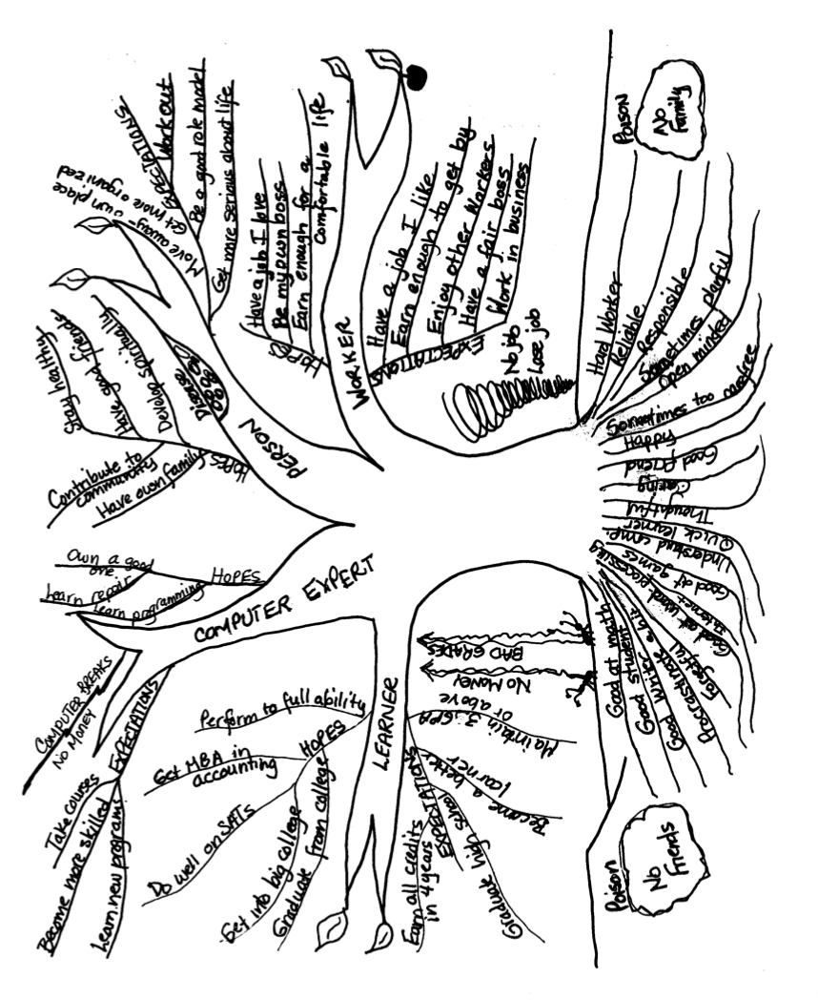 EXPECTATIONS
Work out
Be a good role model
Get more serious about life
Move away- own place
Get more organized
Stay healthy
Have good friends
Develop spiritually
Contribute to
community
Have own family
HOPES
Disease
PERSON
Have a job I love
Be my own boss
Earn enough for a
comfortable life
HOPES
WORKER
Have a job I like
Earn enough to get by
Enjoy other Workers
Have a fair boss
Work in business
EXPECTATIONS
No job
Lose job
POISON
No
Family
Hard Worker
Reliable
Responsible
Sometimes playful
Open minded
Sometimes too carefree
Happy
Good friend
Caring
Thoughtful
Quick learner
Understand comp.
Good at games
Good at word processing
Internet
Forgetful
Procrastinate
Good Writer
Good student
Good at math
Own a good
one
Learn repair
Learn programming
HOPES
COMPUTER EXPERT
COMPUTER BREAKS
NO MONEY
EXPECTATIONS
Take courses
Become more skilled
Learn new programs
LEARNER
HOPES
Perform to full ability
Get MBA in
accounting
Do well on SATs
Get into big college
Graduate from college
BAD GRADES
NO MONEY
Maintain 3. GPA
or above
Become a better
learner
EXPECTATIONS
Graduate high school
Earn all credits
in 4 years
POISON
No
friends